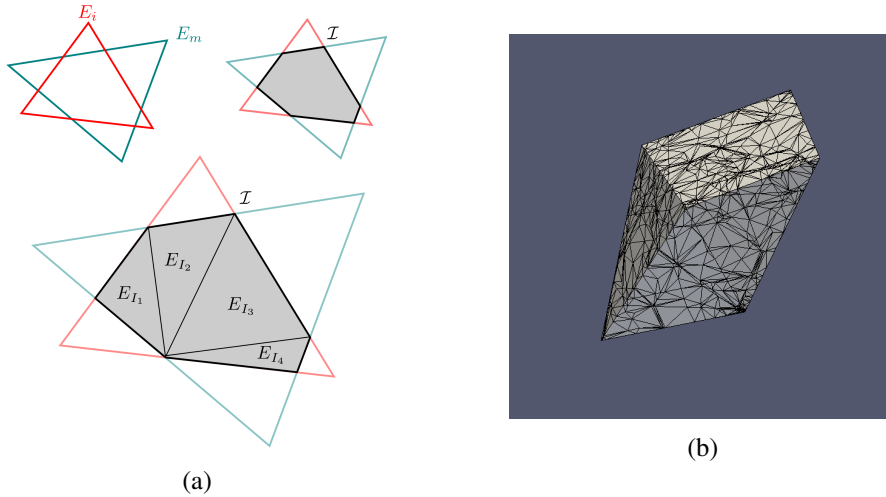 E_i
E_m
𝓘
𝓘
E_{I_2}
E_{I_1}
E_{I_3}
E_{I_4}
(a)
(b)